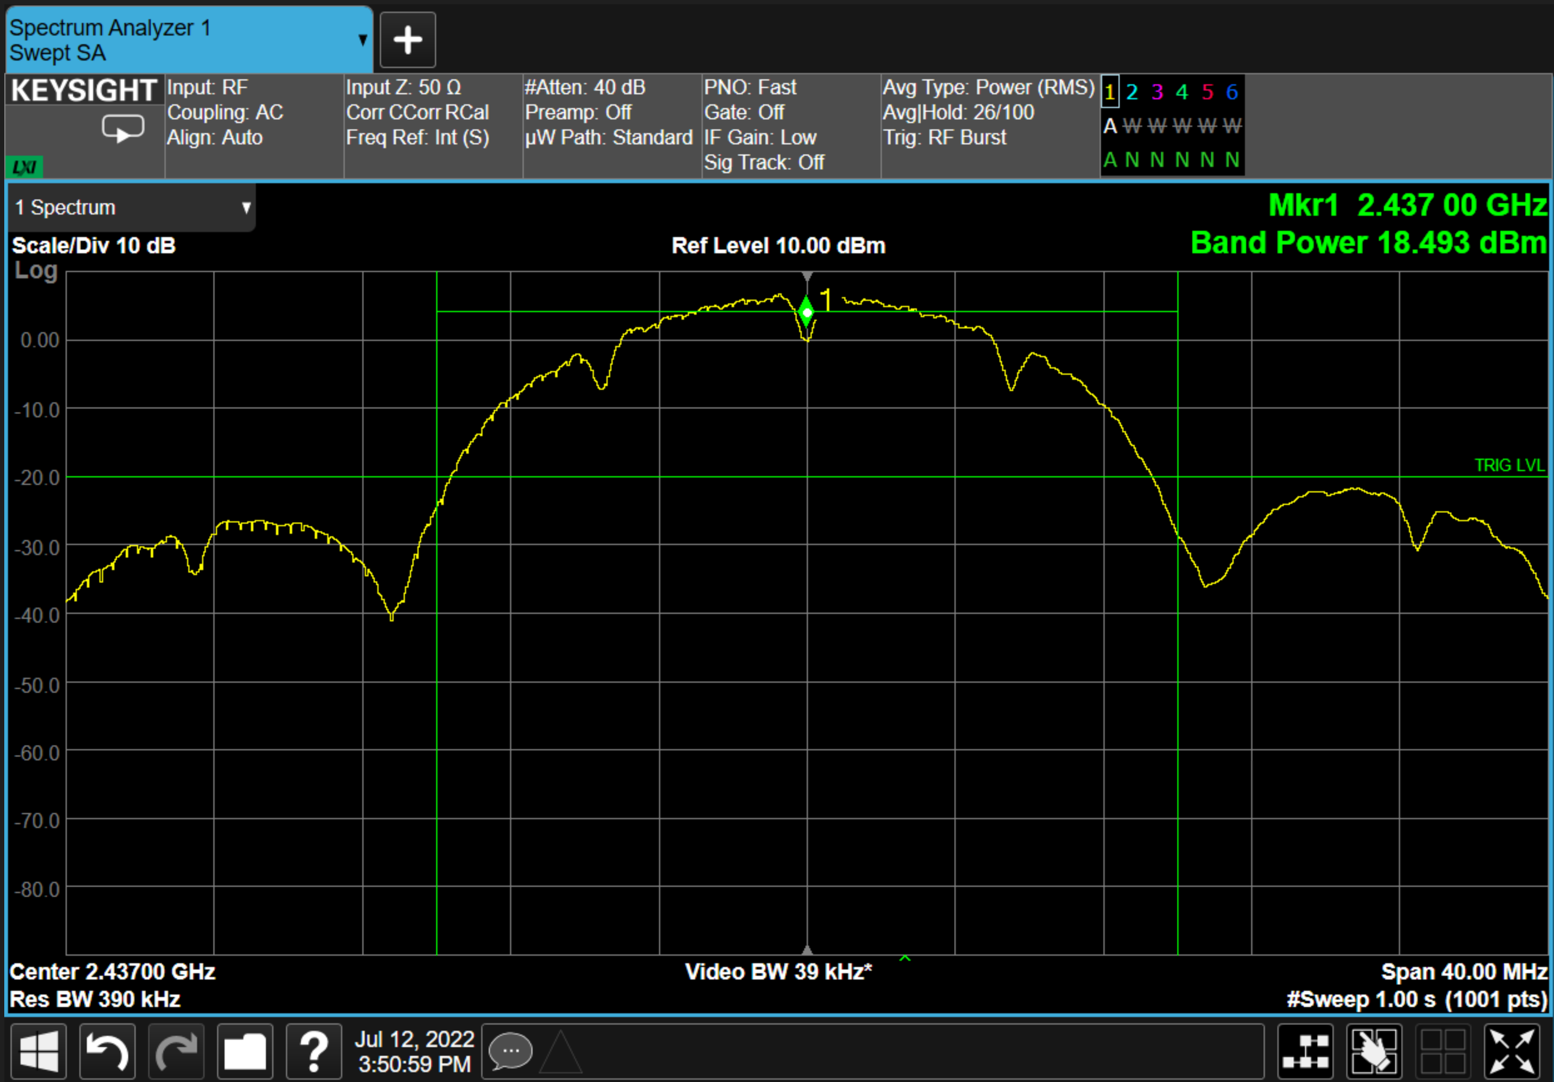 Spectrum Analyzer 1
Swept SA
KEYSIGHT
LXI
Input: RF
Coupling: AC
Align: Auto
Input Z: 50 Ω
Corr CCorr RCal
Freq Ref: Int (S)
#Atten: 40 dB
Preamp: Off
µW Path: Standard
PNO: Fast
Gate: Off
IF Gain: Low
Sig Track: Off
Avg Type: Power (RMS)
Avg|Hold: 26/100
Trig: RF Burst
1 2 3 4 5 6
A W W W W W
A N N N N N
1 Spectrum
Mkr1 2.437 00 GHz
Band Power 18.493 dBm
Scale/Div 10 dB
Ref Level 10.00 dBm
Log
1
0.00
-10.0
-20.0
TRIG LVL
-30.0
-40.0
-50.0
-60.0
-70.0
-80.0
Center 2.43700 GHz
Video BW 39 kHz*
Span 40.00 MHz
Res BW 390 kHz
#Sweep 1.00 s (1001 pts)
?
Jul 12, 2022
3:50:59 PM